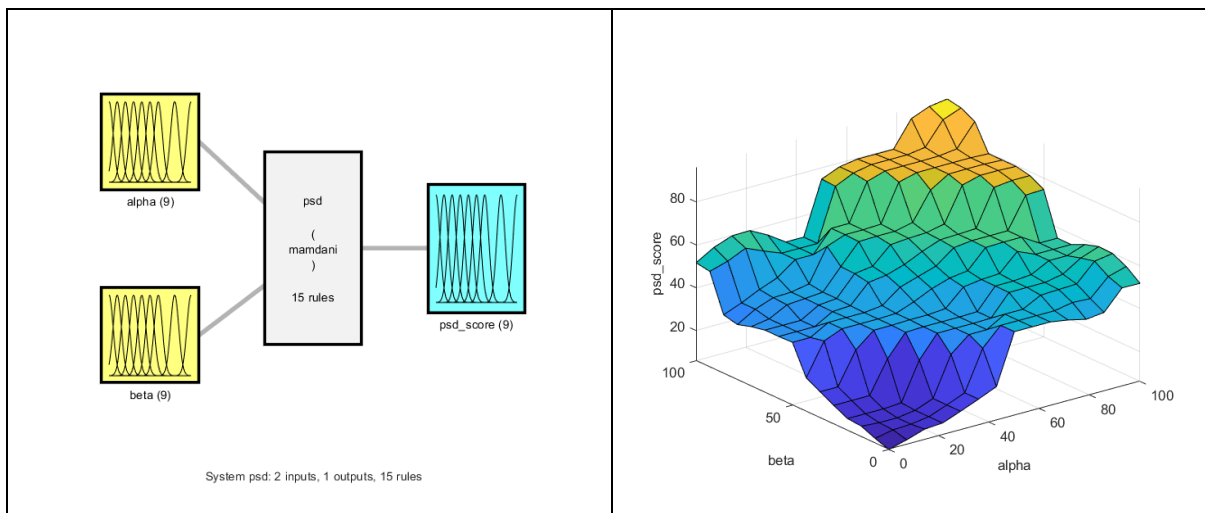 alpha (9)
beta (9)
psd
(
mamdani
)
15 rules
psd_score (9)
System psd: 2 inputs, 1 outputs, 15 rules
psd_score
80
60
40
20
100
50
0
beta
0
20
40
60
80
100
alpha